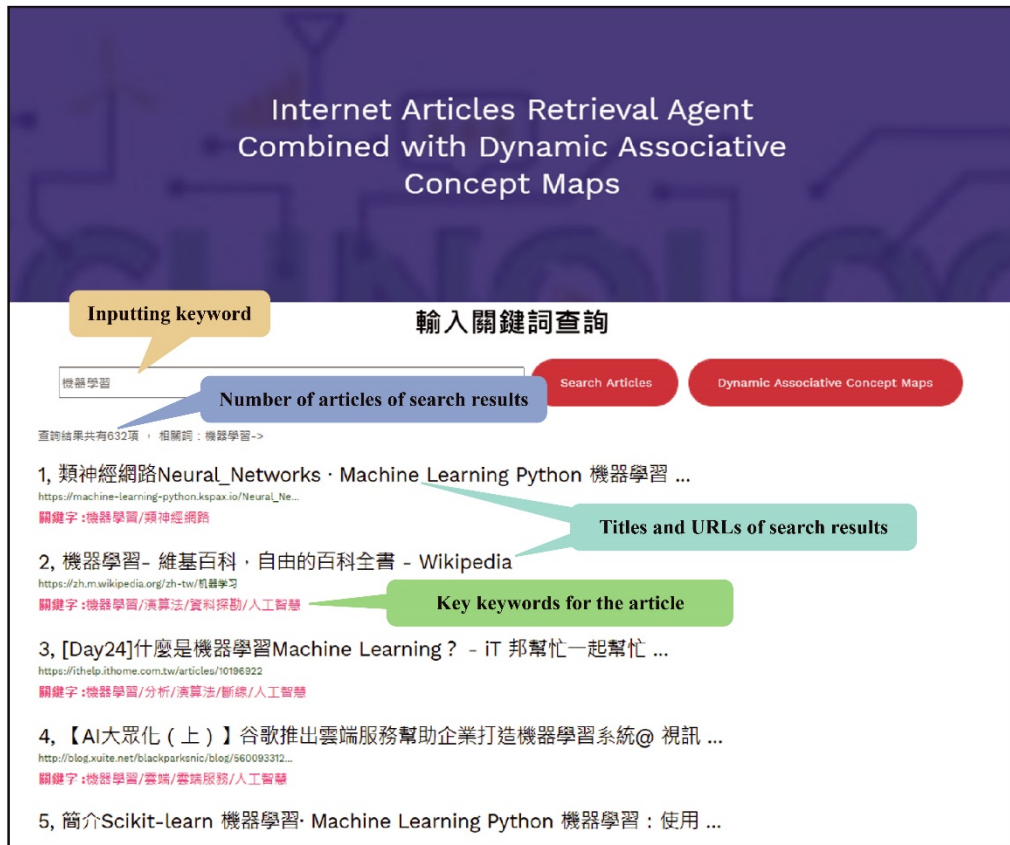 Internet Articles Retrieval Agent
Combined with Dynamic Associative
Concept Maps
Inputting keyword
輸入關鍵詞查詢
機器學習
Search Articles
Dynamic Associative Concept Maps
Number of articles of search results
查詢結果共有632項 , 相關詞 : 機器學習->
1, 類神經網路Neural_Networks · Machine Learning Python 機器學習 ...
https://machine-learning-python.kspax.io/Neural_Ne...
關鍵字 :機器學習/類神經網路
Titles and URLs of search results
2, 機器學習- 維基百科，自由的百科全書 - Wikipedia
https://zh.m.wikipedia.org/zh-tw/机器学习
關鍵字 :機器學習/演算法/資料探勘/人工智慧
Key keywords for the article
3, [Day24]什麼是機器學習Machine Learning？ - iT 邦幫忙一起幫忙 ...
https://ithelp.ithome.com.tw/articles/10196922
關鍵字 :機器學習/分析/演算法/斷線/人工智慧
4, 【AI大眾化（上）】谷歌推出雲端服務幫助企業打造機器學習系統@ 視訊 ...
http://blog.xuite.net/blackparksnic/blog/560093312...
關鍵字 :機器學習/雲端/雲端服務/人工智慧
5, 簡介Scikit-learn 機器學習· Machine Learning Python 機器學習：使用 ...